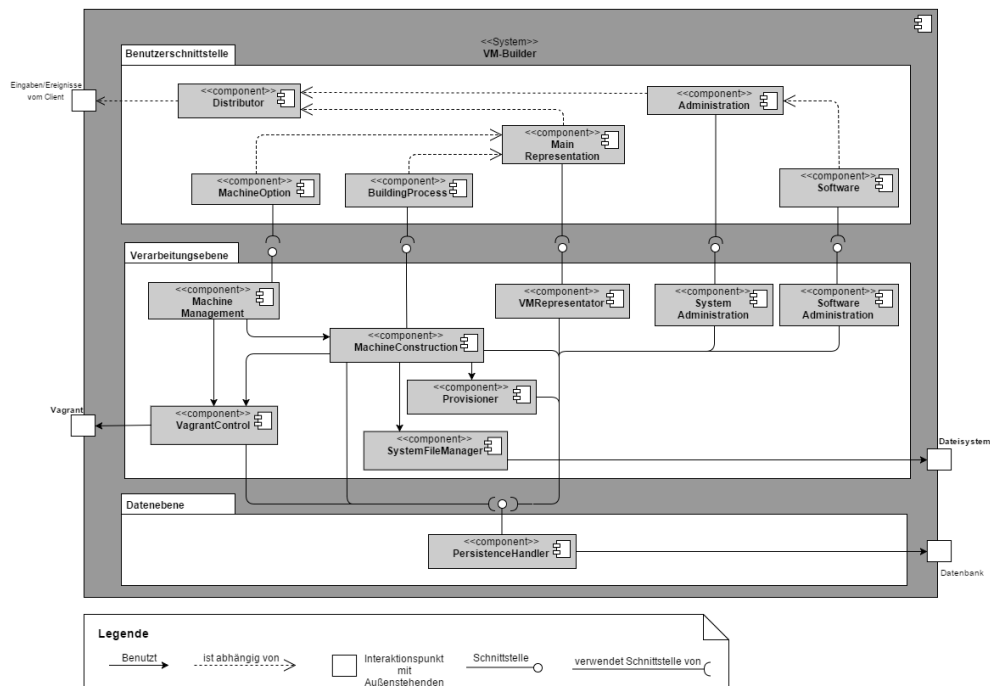 <<System>>
VM-Builder
Benutzerschnittstelle
Eingaben/Ereignisse
vom Client
<<component>>
Distributor
<<component>>
Administration
<<component>>
Main
Representation
<<component>>
MachineOption
<<component>>
BuildingProcess
<<component>>
Software
Verarbeitungsebene
<<component>>
Machine
Management
<<component>>
VMRepresentator
<<component>>
System
Administration
<<component>>
Software
Administration
<<component>>
MachineConstruction
<<component>>
Provisioner
Vagrant
<<component>>
VagrantControl
<<component>>
SystemFileManager
Dateisystem
Datenebene
<<component>>
PersistenceHandler
Datenbank
Legende
Benutzt
ist abhängig von
Interaktionspunkt
mit
Außenstehenden
Schnittstelle
verwendet Schnittstelle von